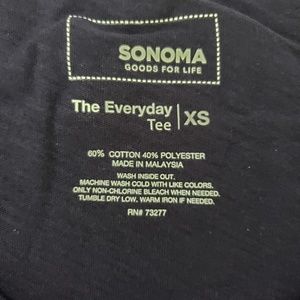 SONOMA
GOODS FOR LIFE
The Everyday
Tee
XS
60% COTTON 40% POLYESTER
MADE IN MALAYSIA
WASH INSIDE OUT.
MACHINE WASH COLD WITH LIKE COLORS.
ONLY NON-CHLORINE BLEACH WHEN NEEDED.
TUMBLE DRY LOW. WARM IRON IF NEEDED.
RN# 73277